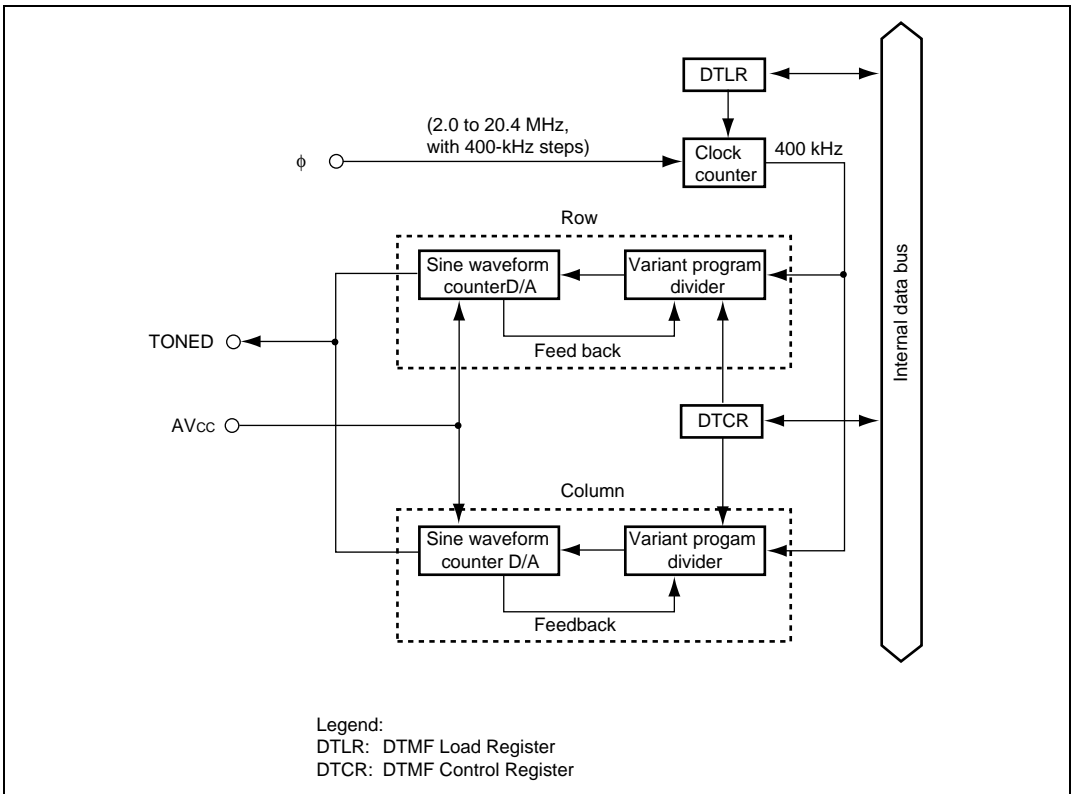 DTLR
(2.0 to 20.4 MHz,
with 400-kHz steps)
φ
Clock
counter
400 kHz
Row
Sine waveform
counterD/A
Variant program
divider
Feed back
TONED
AVCC
DTCR
Internal data bus
Column
Sine waveform
counter D/A
Variant progam
divider
Feedback
Legend:
DTLR: DTMF Load Register
DTCR: DTMF Control Register